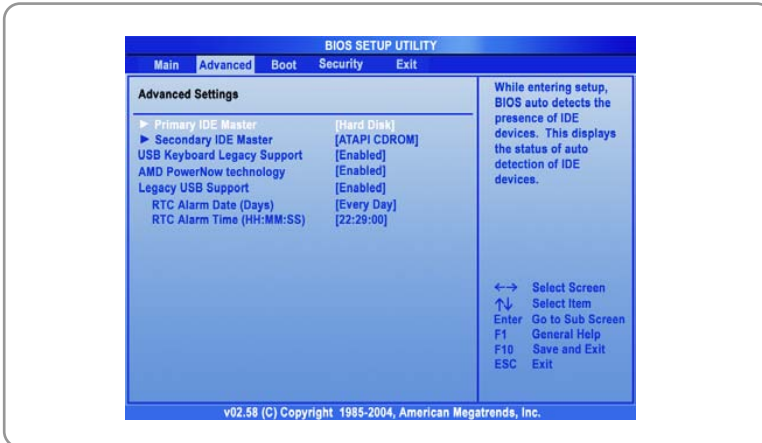 BIOS SETUP UTILITY
Main Advanced Boot Security Exit
Advanced Settings
► Primary IDE Master [Hard Disk]
► Secondary IDE Master [ATAPI CDROM]
USB Keyboard Legacy Support [Enabled]
AMD PowerNow technology [Enabled]
Legacy USB Support [Enabled]
RTC Alarm Date (Days) [Every Day]
RTC Alarm Time (HH:MM:SS) [22:29:00]
While entering setup,
BIOS auto detects the
presence of IDE
devices. This displays
the status of auto
detection of IDE
devices.
←→ Select Screen
↑↓ Select Item
Enter Go to Sub Screen
F1 General Help
F10 Save and Exit
ESC Exit
v02.58 (C) Copyright 1985-2004, American Megatrends, Inc.